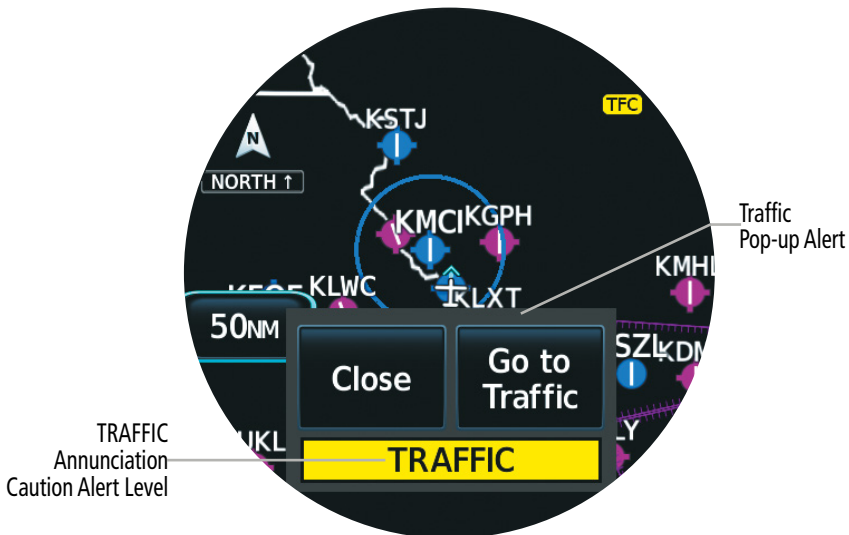 TFC
KSTJ
N
NORTH ↑
KMCI
KGPH
Traffic
Pop-up Alert
KLWC
KLXT
50NM
Close
Go to
Traffic
TRAFFIC
TRAFFIC
Annunciation
Caution Alert Level